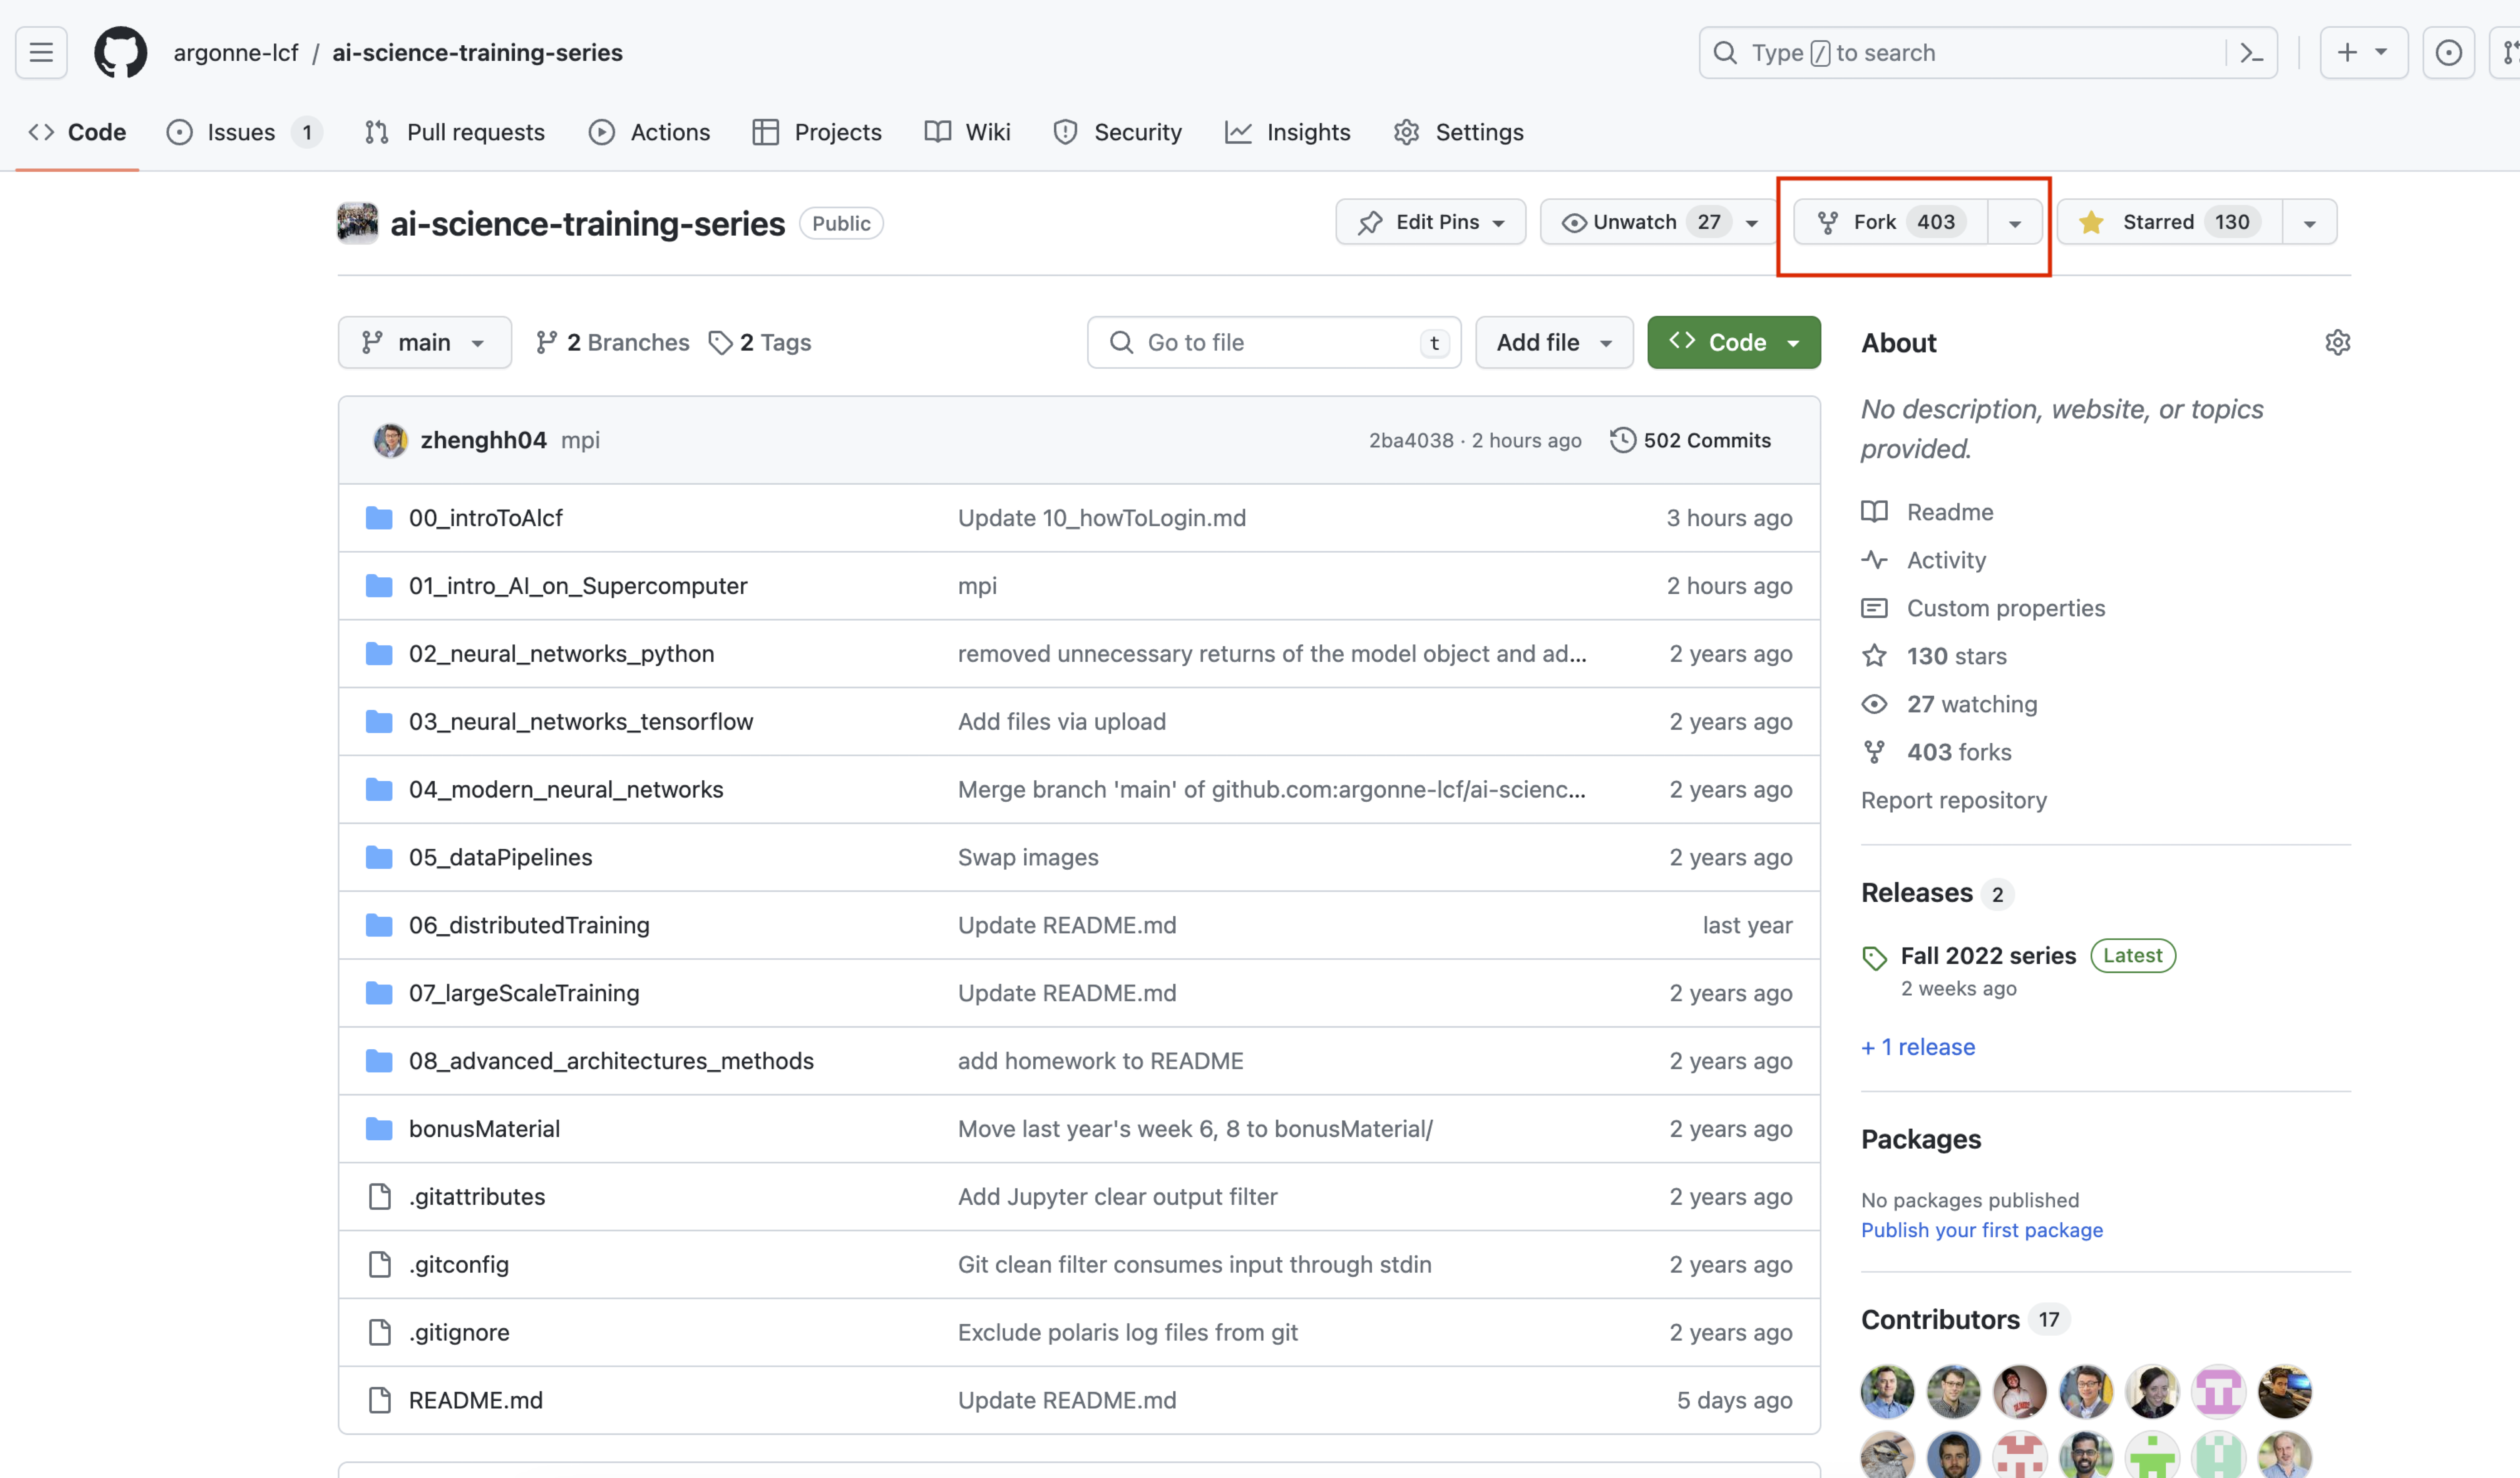 argonne-lcf / ai-science-training-series
Type / to search
Code Issues 1 Pull requests Actions Projects Wiki Security Insights Settings
ai-science-training-series Public
Edit Pins Unwatch 27 Fork 403 Starred 130
main 2 Branches 2 Tags Go to file t Add file Code
zhenghh04 mpi 2ba4038 · 2 hours ago 502 Commits
00_introToAlcf Update 10_howToLogin.md 3 hours ago
01_intro_AI_on_Supercomputer mpi 2 hours ago
02_neural_networks_python removed unnecessary returns of the model object and ad... 2 years ago
03_neural_networks_tensorflow Add files via upload 2 years ago
04_modern_neural_networks Merge branch 'main' of github.com:argonne-lcf/ai-scienc... 2 years ago
05_dataPipelines Swap images 2 years ago
06_distributedTraining Update README.md last year
07_largeScaleTraining Update README.md 2 years ago
08_advanced_architectures_methods add homework to README 2 years ago
bonusMaterial Move last year's week 6, 8 to bonusMaterial/ 2 years ago
.gitattributes Add Jupyter clear output filter 2 years ago
.gitconfig Git clean filter consumes input through stdin 2 years ago
.gitignore Exclude polaris log files from git 2 years ago
README.md Update README.md 5 days ago
About
No description, website, or topics
provided.
Readme
Activity
Custom properties
130 stars
27 watching
403 forks
Report repository
Releases 2
Fall 2022 series Latest
2 weeks ago
+ 1 release
Packages
No packages published
Publish your first package
Contributors 17